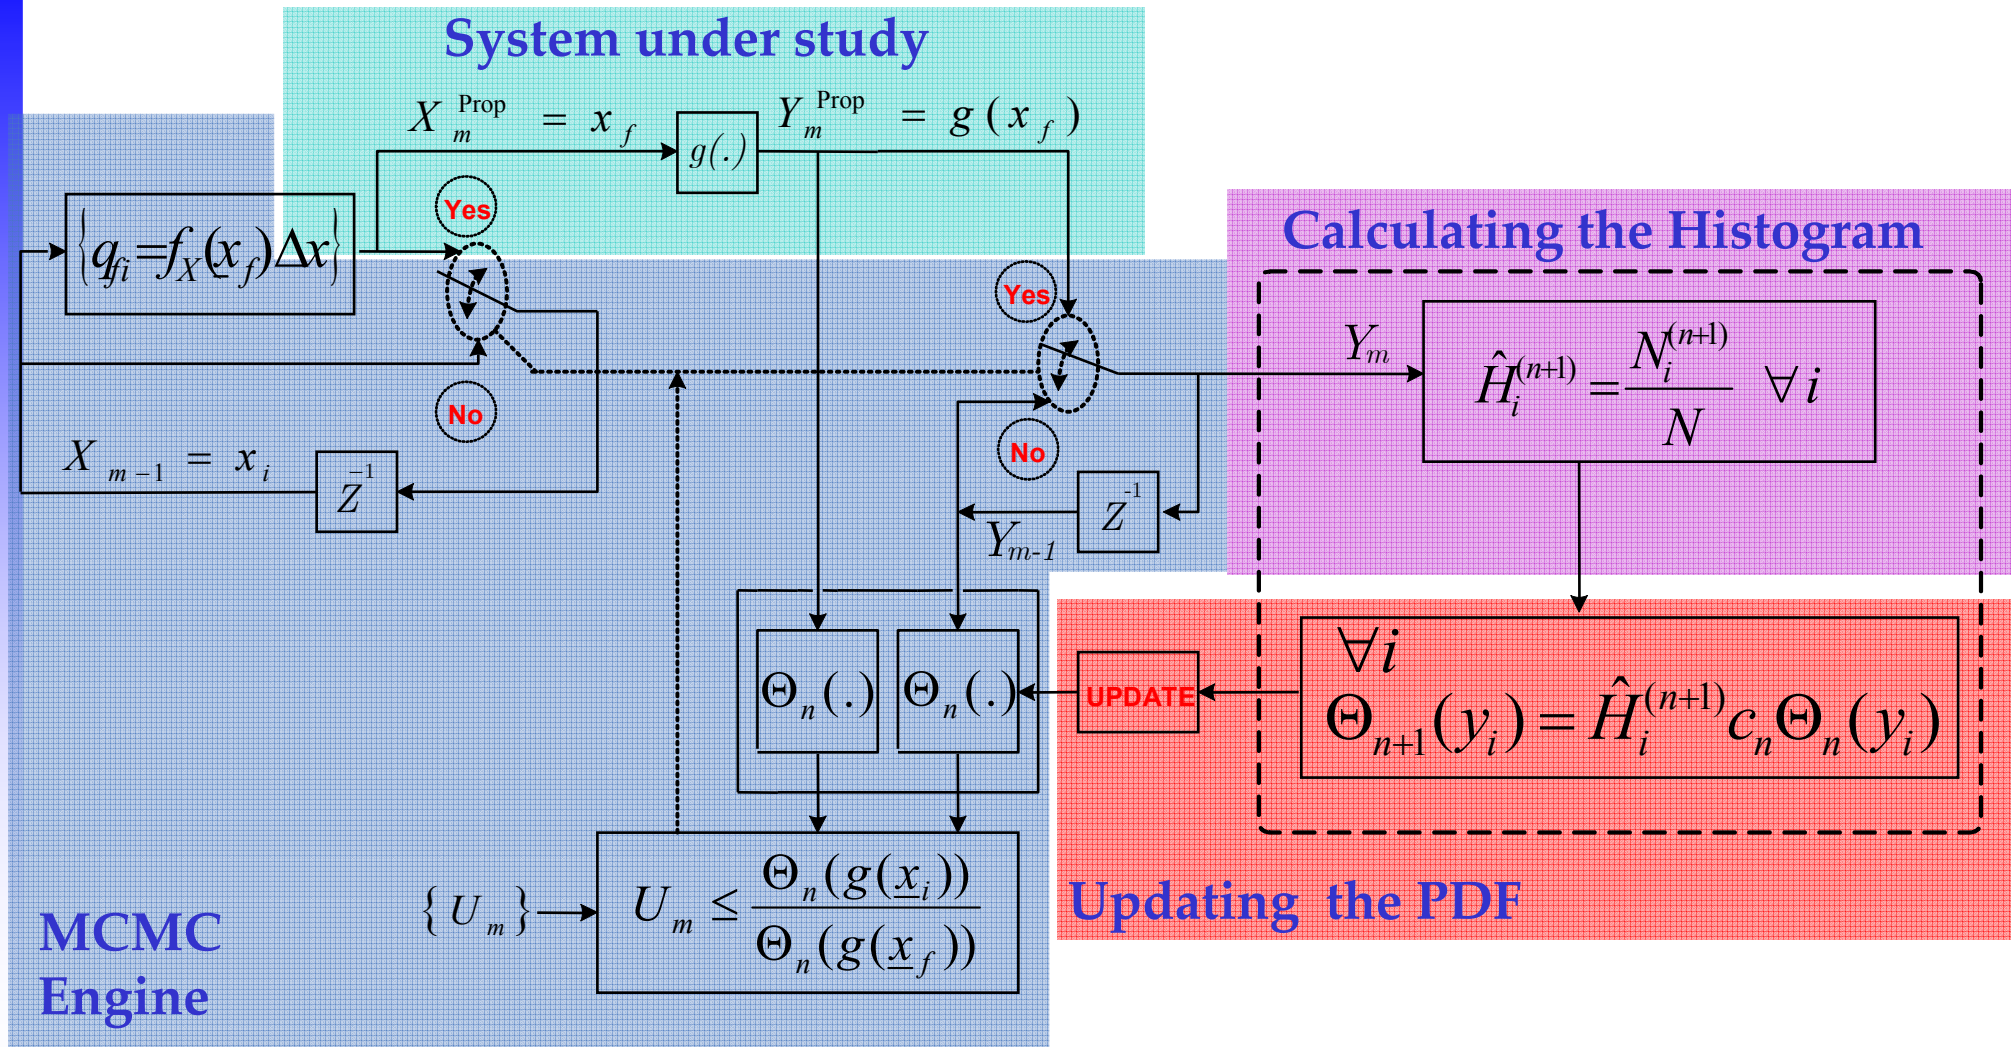 System under study
X_m^Prop = x_f
g(.)
Y_m^Prop = g(x_f)
{q_fi=f_X(x_f)Δx}
Yes
No
X_{m-1} = x_i
Z^-1
Yes
No
Z^-1
Y_{m-1}
Calculating the Histogram
Y_m
Ĥ_i^(n+1) = N_i^(n+1) / N ∀i
∀i
Θ_{n+1}(y_i) = Ĥ_i^(n+1) c_n Θ_n(y_i)
UPDATE
Θ_n(.)
Θ_n(.)
{U_m}
U_m ≤ Θ_n(g(x_i)) / Θ_n(g(x_f))
Updating the PDF
MCMC
Engine